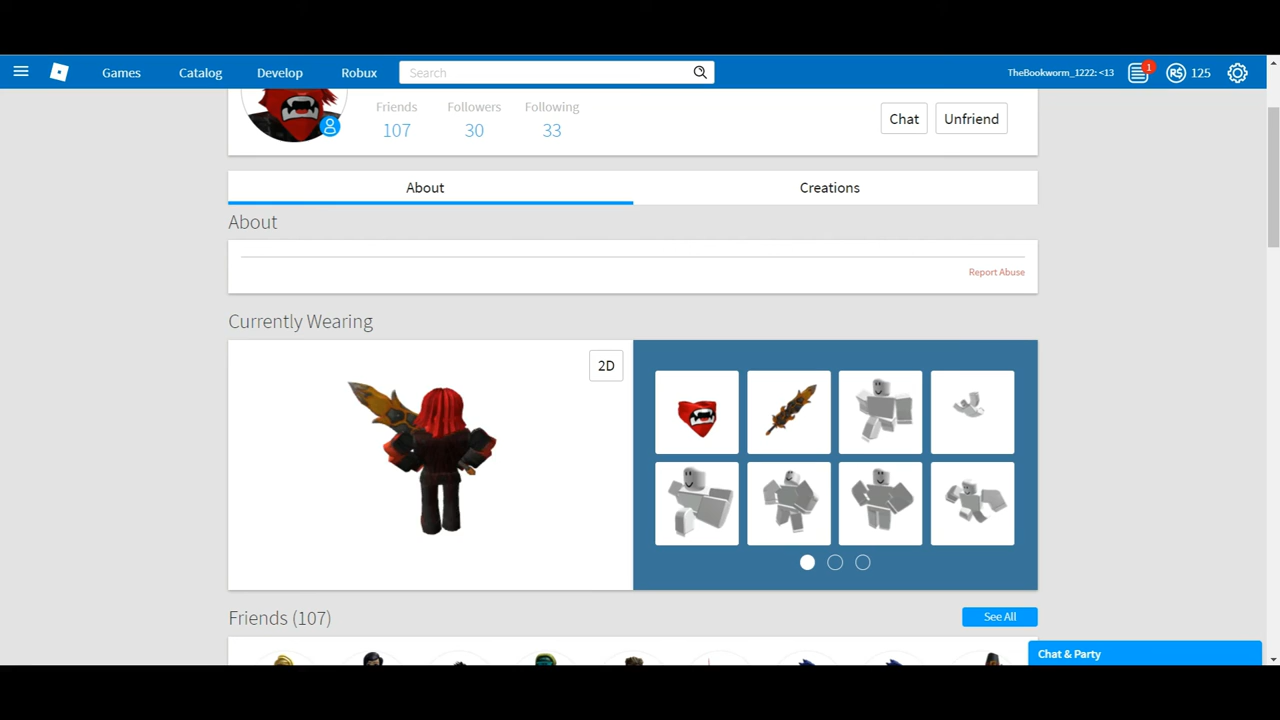 Games Catalog Develop Robux Search TheBookworm_1222: <13 1 R$ 125
Friends Followers Following
107 30 33
Chat Unfriend
About Creations
About
Report Abuse
Currently Wearing
2D
Friends (107) See All
Chat & Party